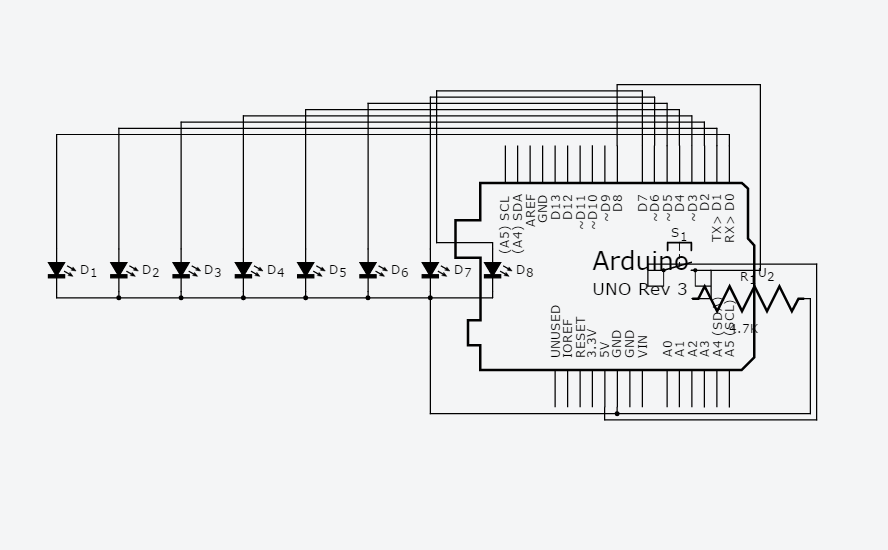 (A5) SCL
(A4) SDA
AREF
GND
D13
D12
~D11
~D10
~D9
D8
D7
~D6
~D5
D4
~D3
D2
TX> D1
RX> D0
S1
Arduino
UNO Rev 3
R1
U2
4.7K
D1
D2
D3
D4
D5
D6
D7
D8
UNUSED
IOREF
RESET
3.3V
5V
GND
GND
VIN
A0
A1
A2
A3
A4 (SDA)
A5 (SCL)